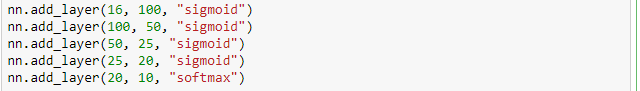 nn.add_layer(16, 100, "sigmoid")
nn.add_layer(100, 50, "sigmoid")
nn.add_layer(50, 25, "sigmoid")
nn.add_layer(25, 20, "sigmoid")
nn.add_layer(20, 10, "softmax")